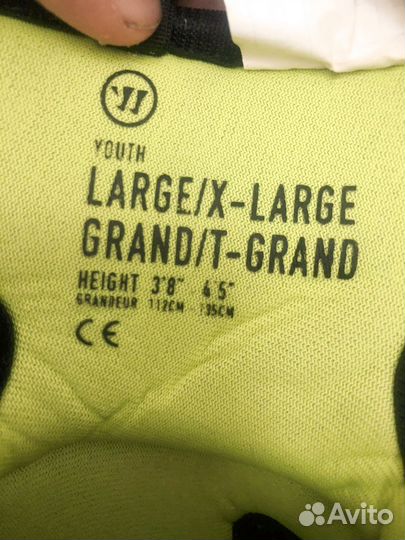 YOUTH
LARGE/X-LARGE
GRAND/T-GRAND
HEIGHT 3'8" 4'5"
GRANDEUR 112CM - 135CM
CE
Avito